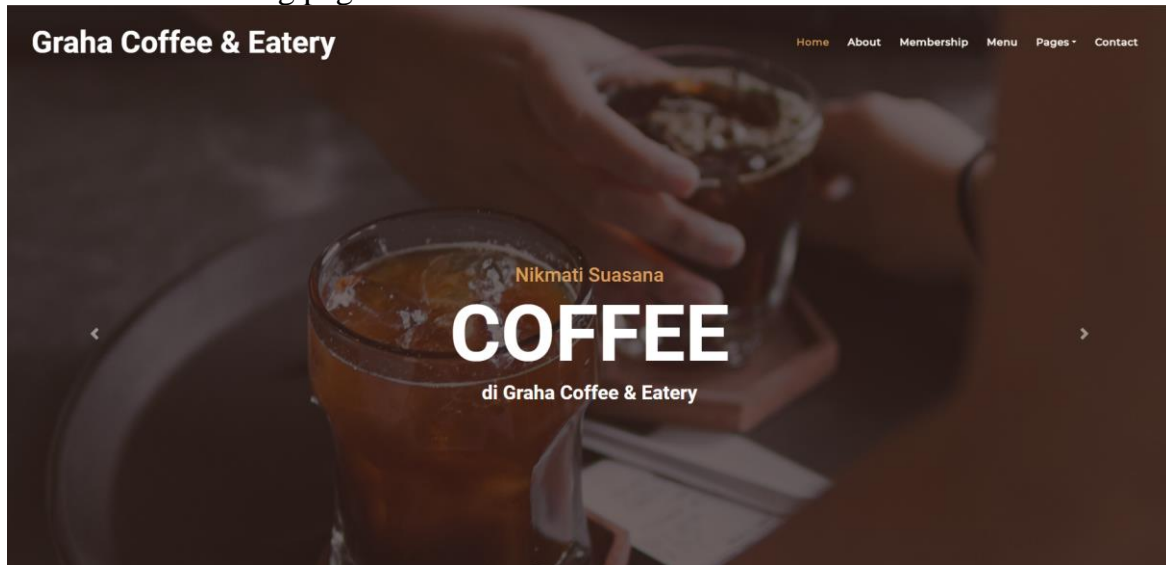 Graha Coffee & Eatery
Home About Membership Menu Pages Contact
Nikmati Suasana
COFFEE
di Graha Coffee & Eatery